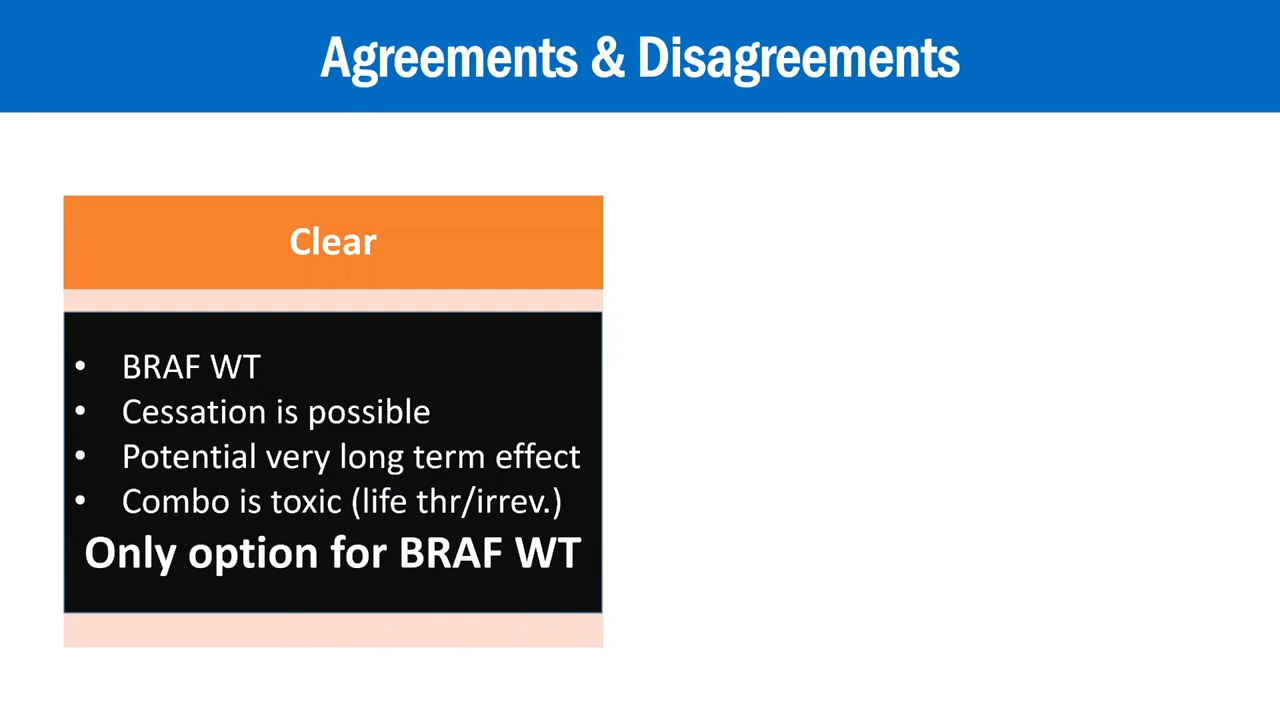 Agreements & Disagreements
Clear
• BRAF WT
• Cessation is possible
• Potential very long term effect
• Combo is toxic (life thr/irrev.)
Only option for BRAF WT